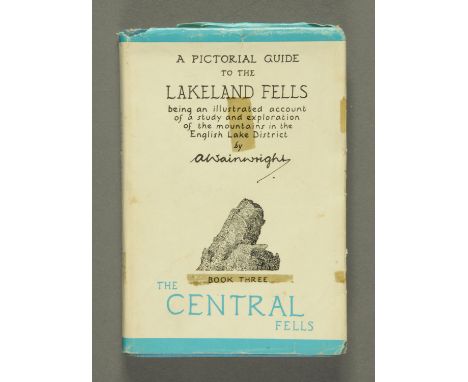 A PICTORIAL GUIDE
TO THE
LAKELAND FELLS
being an illustrated account
of a study and exploration
of the mountains in the
English Lake District
by
AWainwright
BOOK THREE
THE
CENTRAL
FELLS